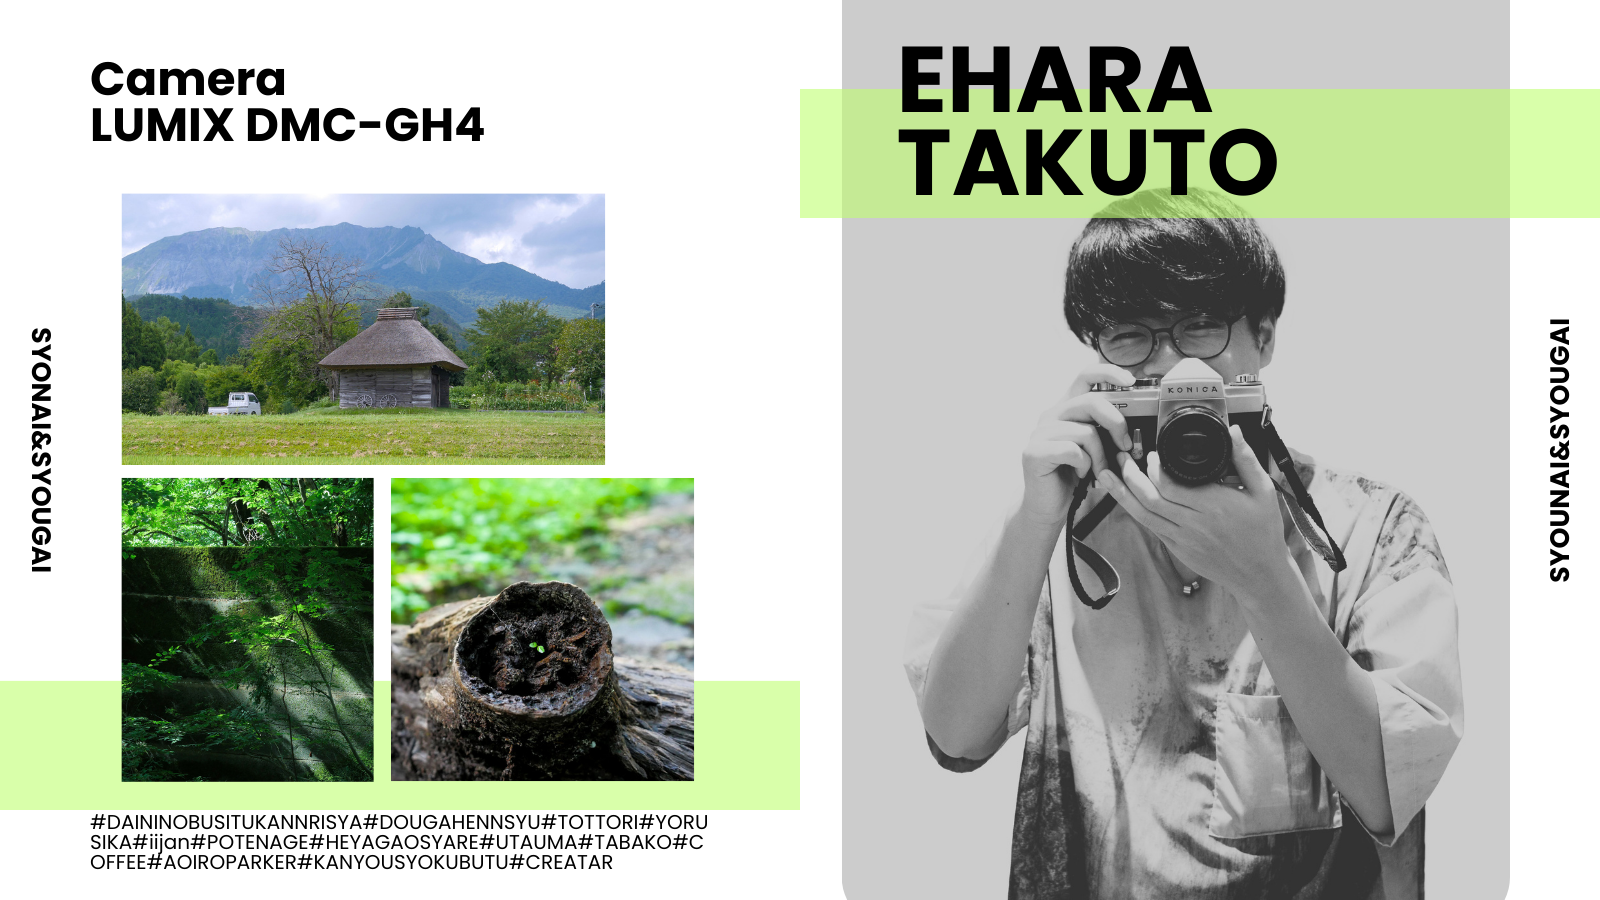 Camera
LUMIX DMC-GH4
SYONAI&SYOUGAI
#DAININOBUSITUKANNRISYA#DOUGAHENNSYU#TOTTORI#YORU
SIKA#iijan#POTENAGE#HEYAGAOSYARE#UTAUMA#TABAKO#C
OFFEE#AOIROPARKER#KANYOUSYOKUBUTU#CREATAR
EHARA
TAKUTO
KONICA
SYOUNAI&SYOUGAI